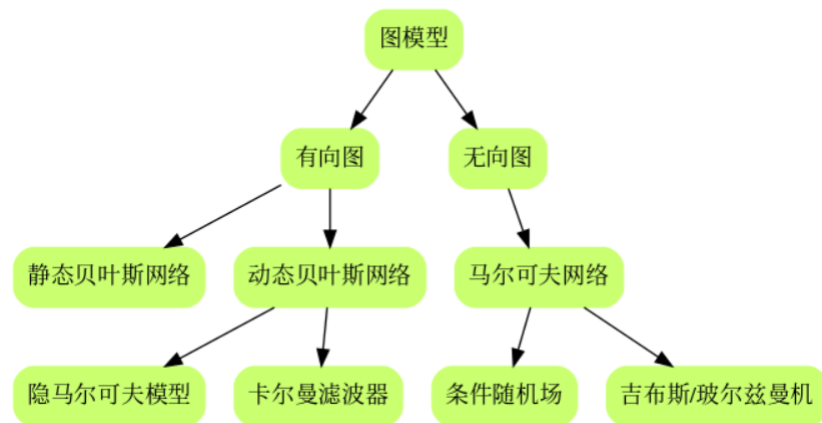 图模型
有向图
无向图
静态贝叶斯网络
动态贝叶斯网络
马尔可夫网络
隐马尔可夫模型
卡尔曼滤波器
条件随机场
吉布斯/玻尔兹曼机